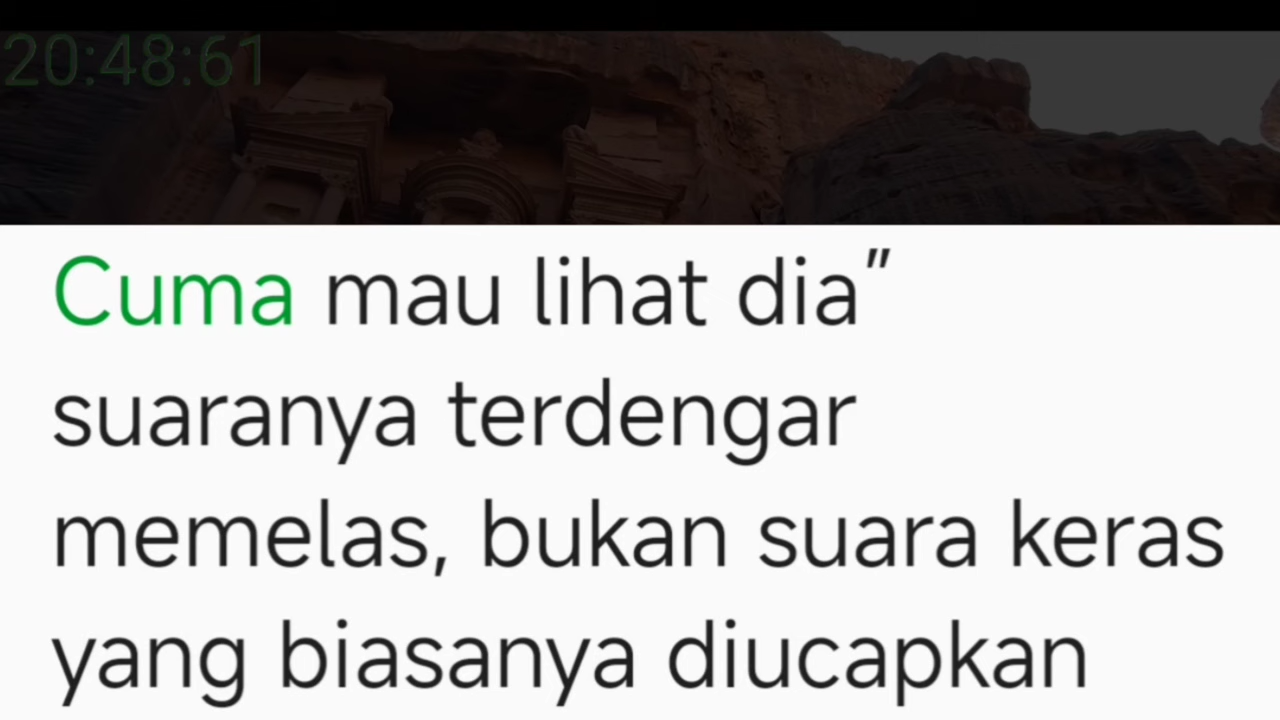 20:48:61
Cuma mau lihat dia”
suaranya terdengar
memelas, bukan suara keras
yang biasanya diucapkan